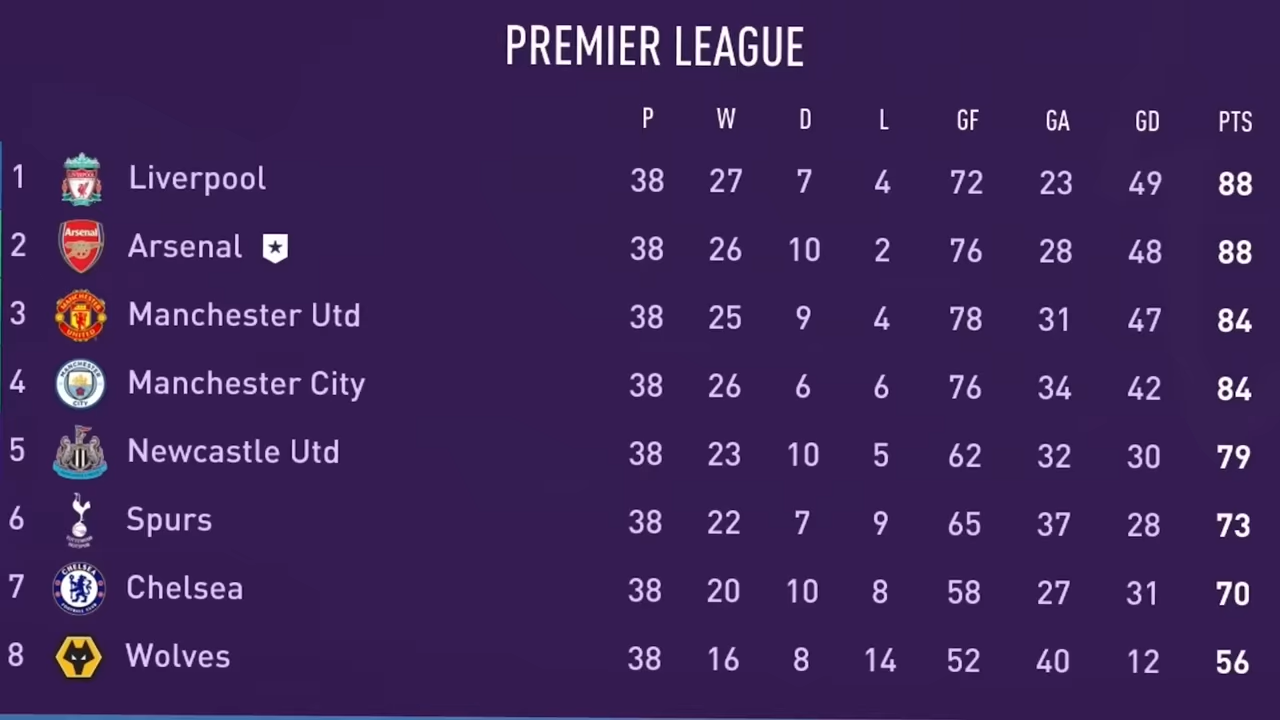 PREMIER LEAGUE
P W D L GF GA GD PTS
1 Liverpool 38 27 7 4 72 23 49 88
2 Arsenal 38 26 10 2 76 28 48 88
3 Manchester Utd 38 25 9 4 78 31 47 84
4 Manchester City 38 26 6 6 76 34 42 84
5 Newcastle Utd 38 23 10 5 62 32 30 79
6 Spurs 38 22 7 9 65 37 28 73
7 Chelsea 38 20 10 8 58 27 31 70
8 Wolves 38 16 8 14 52 40 12 56